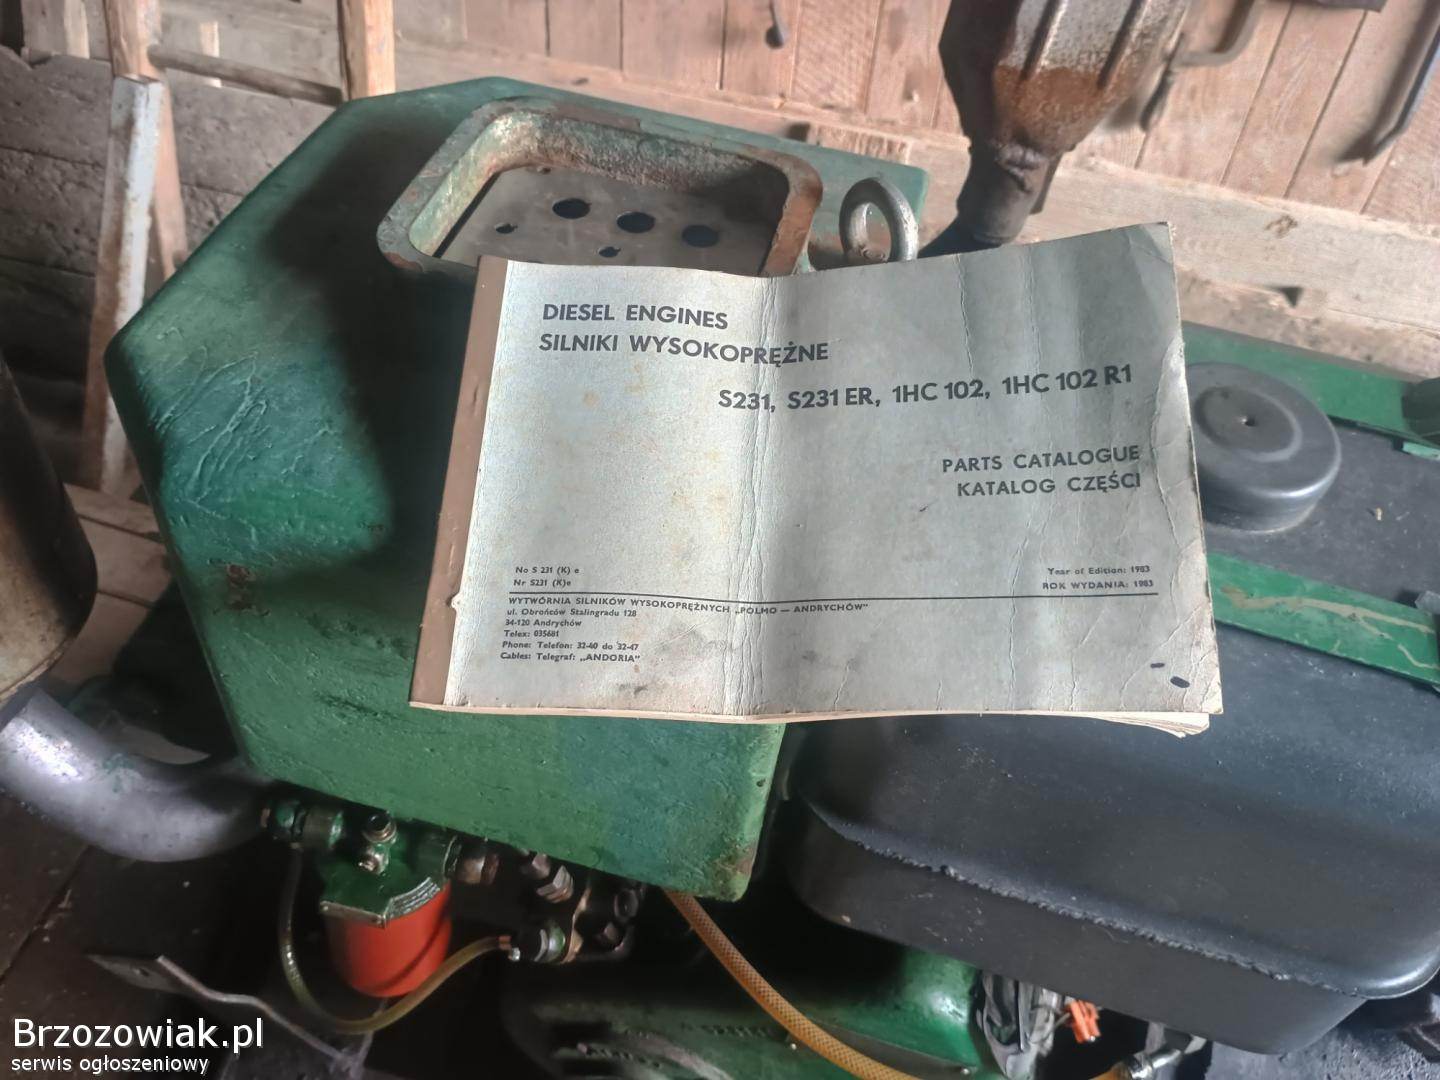 DIESEL ENGINES
SILNIKI WYSOKOPRĘŻNE
S231, S231 ER, 1HC 102, 1HC 102 R1
PARTS CATALOGUE
KATALOG CZĘŚCI
No S 231 (K) e
Nr S231 (K)e
Year of Edition: 1983
ROK WYDANIA: 1983
WYTWÓRNIA SILNIKÓW WYSOKOPRĘŻNYCH „POLMO — ANDRYCHÓW"
ul. Obrońców Stalingradu 128
34-120 Andrychów
Telex: 035681
Phone: Telefon: 32-40 do 32-47
Cables: Telegraf: „ANDORIA"
Brzozowiak.pl
serwis ogłoszeniowy